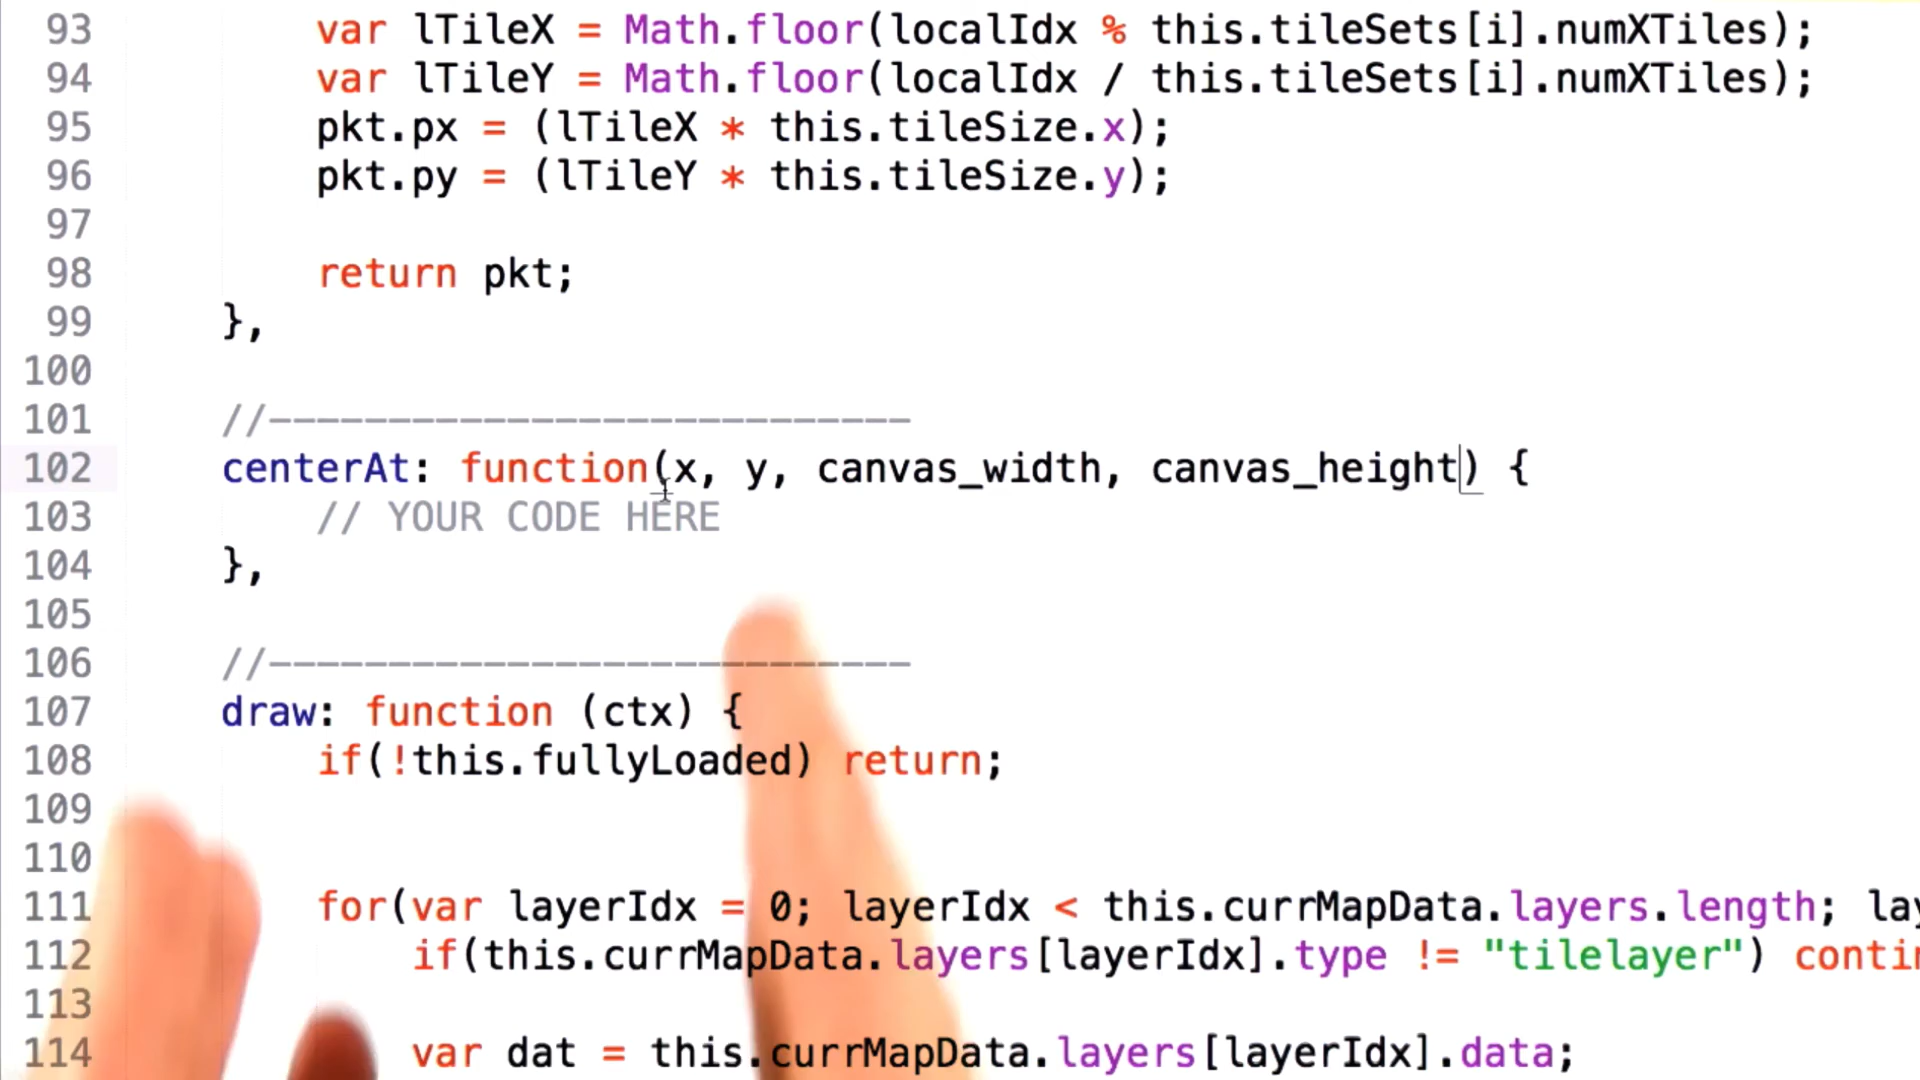 93 var lTileX = Math.floor(localIdx % this.tileSets[i].numXTiles);
94 var lTileY = Math.floor(localIdx / this.tileSets[i].numXTiles);
95 pkt.px = (lTileX * this.tileSize.x);
96 pkt.py = (lTileY * this.tileSize.y);
97
98 return pkt;
99 },
100
101 //---------------------------
102 centerAt: function(x, y, canvas_width, canvas_height) {
103 // YOUR CODE HERE
104 },
105
106 //---------------------------
107 draw: function (ctx) {
108 if(!this.fullyLoaded) return;
109
110
111 for(var layerIdx = 0; layerIdx < this.currMapData.layers.length;
112 if(this.currMapData.layers[layerIdx].type != "tilelayer")
113
114 var dat = this.currMapData.layers[layerIdx].data;